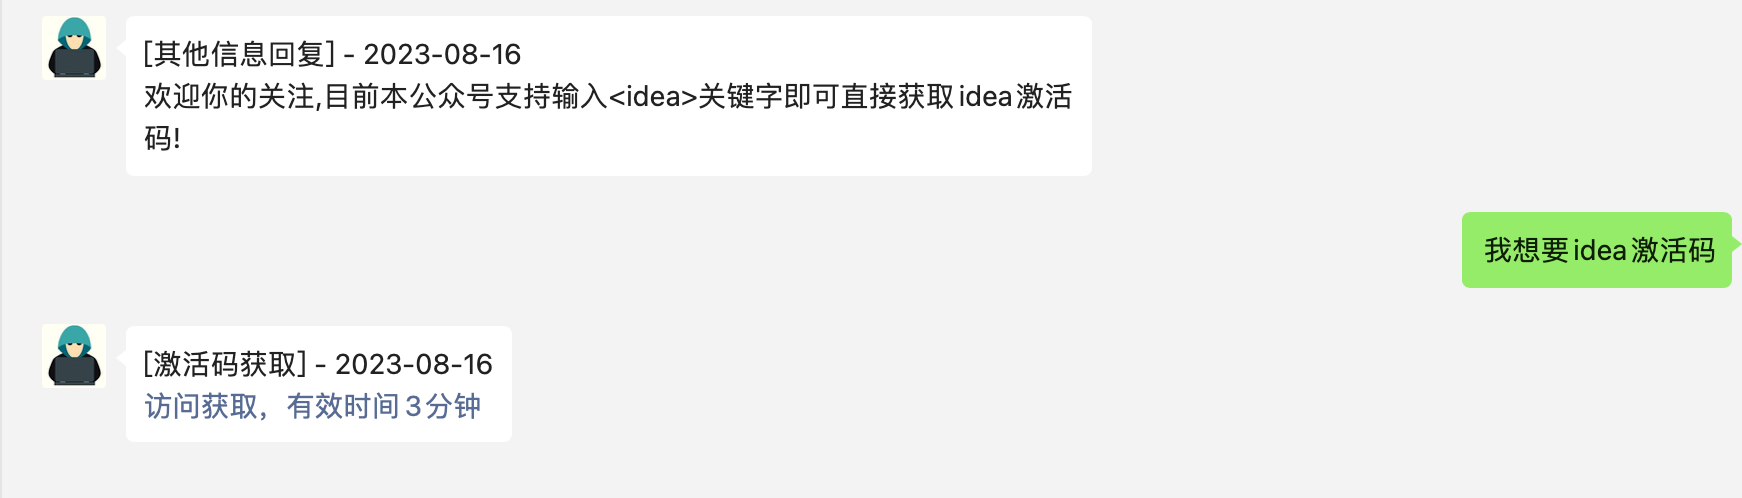 [其他信息回复] - 2023-08-16
欢迎你的关注,目前本公众号支持输入<idea>关键字即可直接获取idea激活
码!
我想要idea激活码
[激活码获取] - 2023-08-16
访问获取，有效时间3分钟